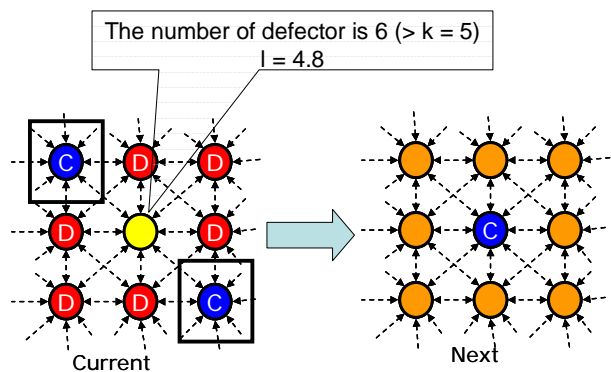 The number of defector is 6 (> k = 5)
l = 4.8
C D D
D D
D D C
C
Current
Next